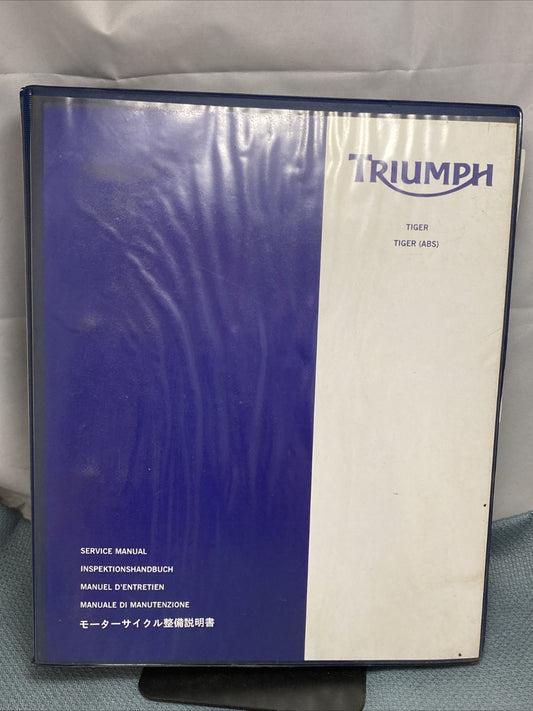 TRIUMPH
TIGER
TIGER (ABS)
SERVICE MANUAL
INSPEKTIONSHANDBUCH
MANUEL D'ENTRETIEN
MANUALE DI MANUTENZIONE
モーターサイクル整備説明書